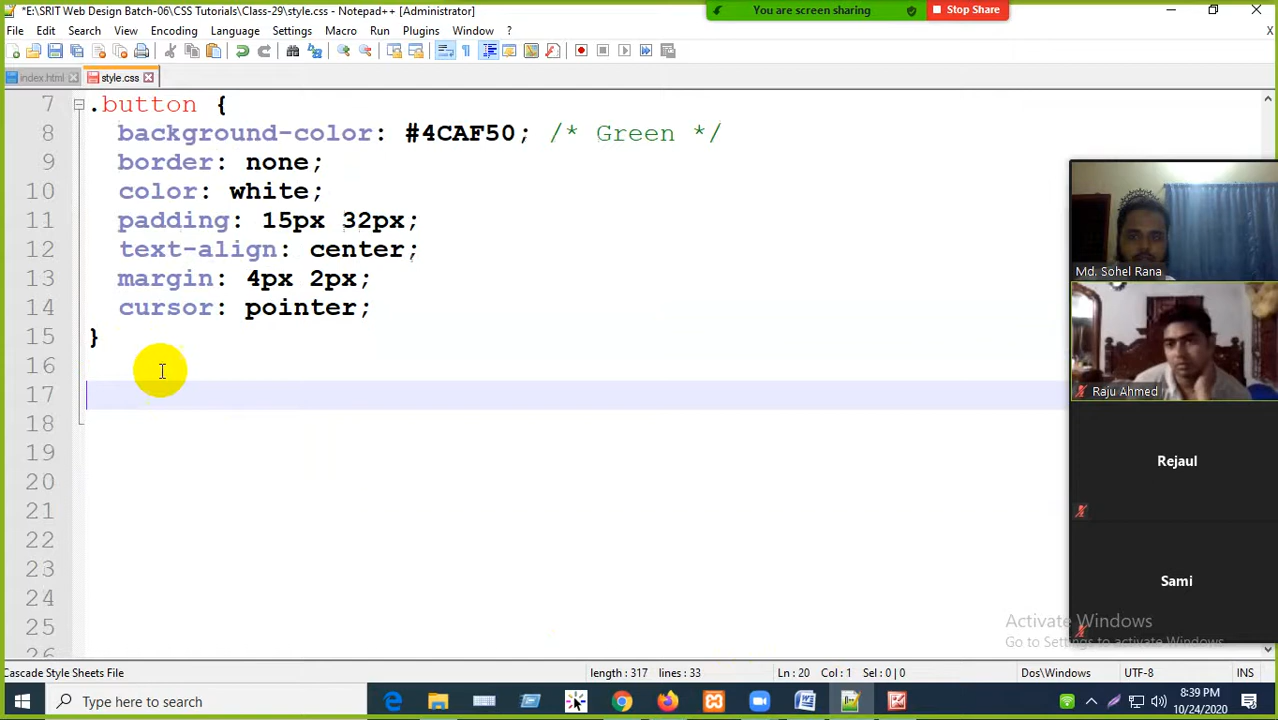 *E:\SRIT Web Design Batch-06\CSS Tutorials\Class-29\style.css - Notepad++ [Administrator]
You are screen sharing
Stop Share
File Edit Search View Encoding Language Settings Macro Run Plugins Window ?
X
index.html
style.css
7 .button {
8 background-color: #4CAF50; /* Green */
9 border: none;
10 color: white;
11 padding: 15px 32px;
12 text-align: center;
13 margin: 4px 2px;
14 cursor: pointer;
15 }
16
17
18
19
20
21
22
23
24
25
26
Md. Sohel Rana
Raju Ahmed
Rejaul
Sami
Activate Windows
Go to Settings to activate Windows.
Cascade Style Sheets File
length : 317 lines : 33
Ln : 20 Col : 1 Sel : 0 | 0
Dos\Windows
UTF-8
INS
Type here to search
8:39 PM
10/24/2020